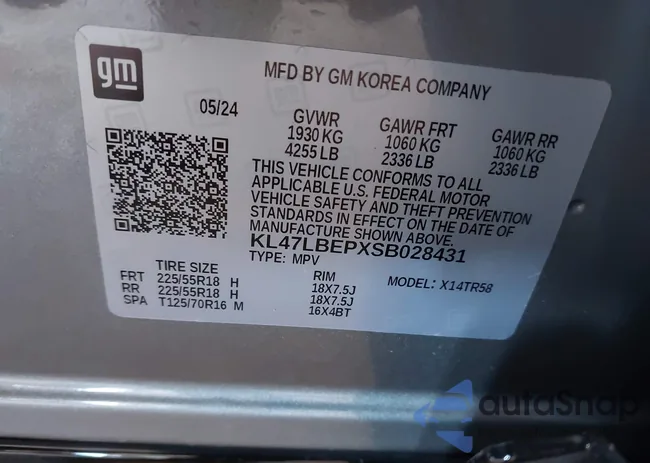 gm
MFD BY GM KOREA COMPANY
05/24
GVWR GAWR FRT GAWR RR
1930 KG 1060 KG 1060 KG
4255 LB 2336 LB 2336 LB
THIS VEHICLE CONFORMS TO ALL
APPLICABLE U.S. FEDERAL MOTOR
VEHICLE SAFETY AND THEFT PREVENTION
STANDARDS IN EFFECT ON THE DATE OF
MANUFACTURE SHOWN ABOVE.
KL47LBEPXSB028431
TYPE: MPV
TIRE SIZE RIM MODEL: X14TR58
FRT 225/55R18 H 18X7.5J
RR 225/55R18 H 18X7.5J
SPA T125/70R16 M 16X4BT
autoSnap